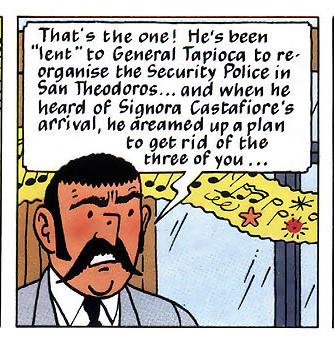 That's the one! He's been
"lent" to General Tapioca to re-
organise the Security Police in
San Theodoros... and when he
heard of Signora Castafiore's
arrival, he dreamed up a plan
to get rid of the
three of you...